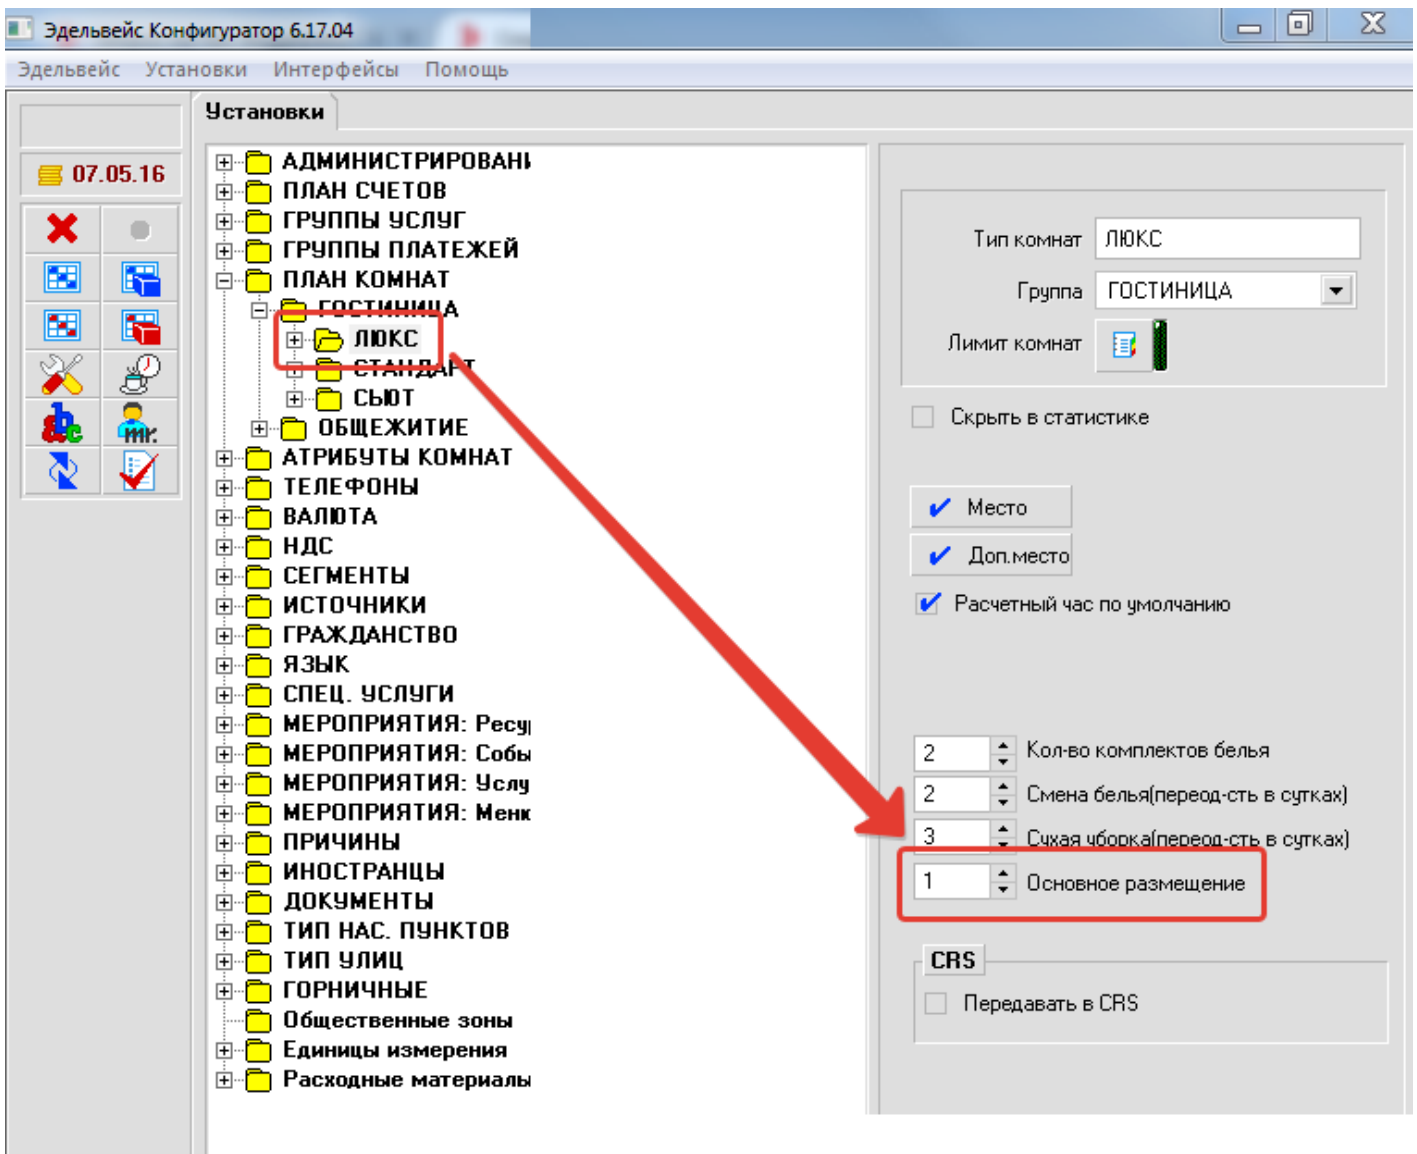 Эдельвейс Конфигуратор 6.17.04
Эдельвейс Установки Интерфейсы Помощь
Установки
07.05.16
АДМИНИСТРИРОВАНИ
ПЛАН СЧЕТОВ
ГРУППЫ УСЛУГ
ГРУППЫ ПЛАТЕЖЕЙ
ПЛАН КОМНАТ
ГОСТИНИЦА
ЛЮКС
СТАНДАРТ
СЬЮТ
ОБЩЕЖИТИЕ
АТРИБУТЫ КОМНАТ
ТЕЛЕФОНЫ
ВАЛЮТА
НДС
СЕГМЕНТЫ
ИСТОЧНИКИ
ГРАЖДАНСТВО
ЯЗЫК
СПЕЦ. УСЛУГИ
МЕРОПРИЯТИЯ: Ресур
МЕРОПРИЯТИЯ: Собы
МЕРОПРИЯТИЯ: Услу
МЕРОПРИЯТИЯ: Меню
ПРИЧИНЫ
ИНОСТРАНЦЫ
ДОКУМЕНТЫ
ТИП НАС. ПУНКТОВ
ТИП УЛИЦ
ГОРНИЧНЫЕ
Общественные зоны
Единицы измерения
Расходные материалы
Тип комнат ЛЮКС
Группа ГОСТИНИЦА
Лимит комнат
Скрыть в статистике
Место
Доп.место
Расчетный час по умолчанию
2 Кол-во комплектов белья
2 Смена белья(переод-сть в сутках)
3 Сухая уборка(переод-сть в сутках)
1 Основное размещение
CRS
Передавать в CRS
abc
mr.